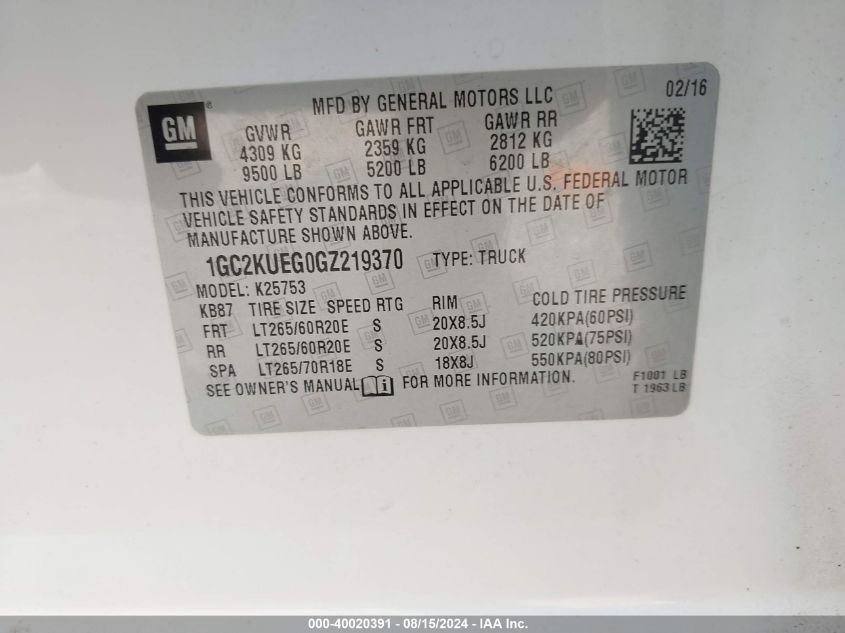 GM ®
MFD BY GENERAL MOTORS LLC 02/16
GVWR GAWR FRT GAWR RR
4309 KG 2359 KG 2812 KG
9500 LB 5200 LB 6200 LB
THIS VEHICLE CONFORMS TO ALL APPLICABLE U.S. FEDERAL MOTOR
VEHICLE SAFETY STANDARDS IN EFFECT ON THE DATE OF
MANUFACTURE SHOWN ABOVE.
1GC2KUEG0GZ219370 TYPE: TRUCK
MODEL: K25753
KB87 TIRE SIZE SPEED RTG RIM COLD TIRE PRESSURE
FRT LT265/60R20E S 20X8.5J 420KPA(60PSI)
RR LT265/60R20E S 20X8.5J 520KPA(75PSI)
SPA LT265/70R18E S 18X8J 550KPA(80PSI)
SEE OWNER'S MANUAL FOR MORE INFORMATION.
F1001 LB
T 1963 LB
000-40020391 - 08/15/2024 - IAA Inc.